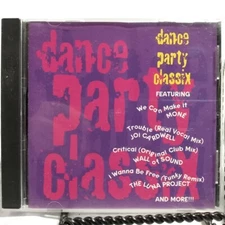 dance
party
classix
dance
party
classix
FEATURING
We Can Make it
MONE
Trouble (Real Vocal Mix)
JOI CARDWELL
Critical (Original Club Mix)
WALL of SOUND
I Wanna Be Free (Funky Remix)
THE LUNA PROJECT
AND MORE!!!